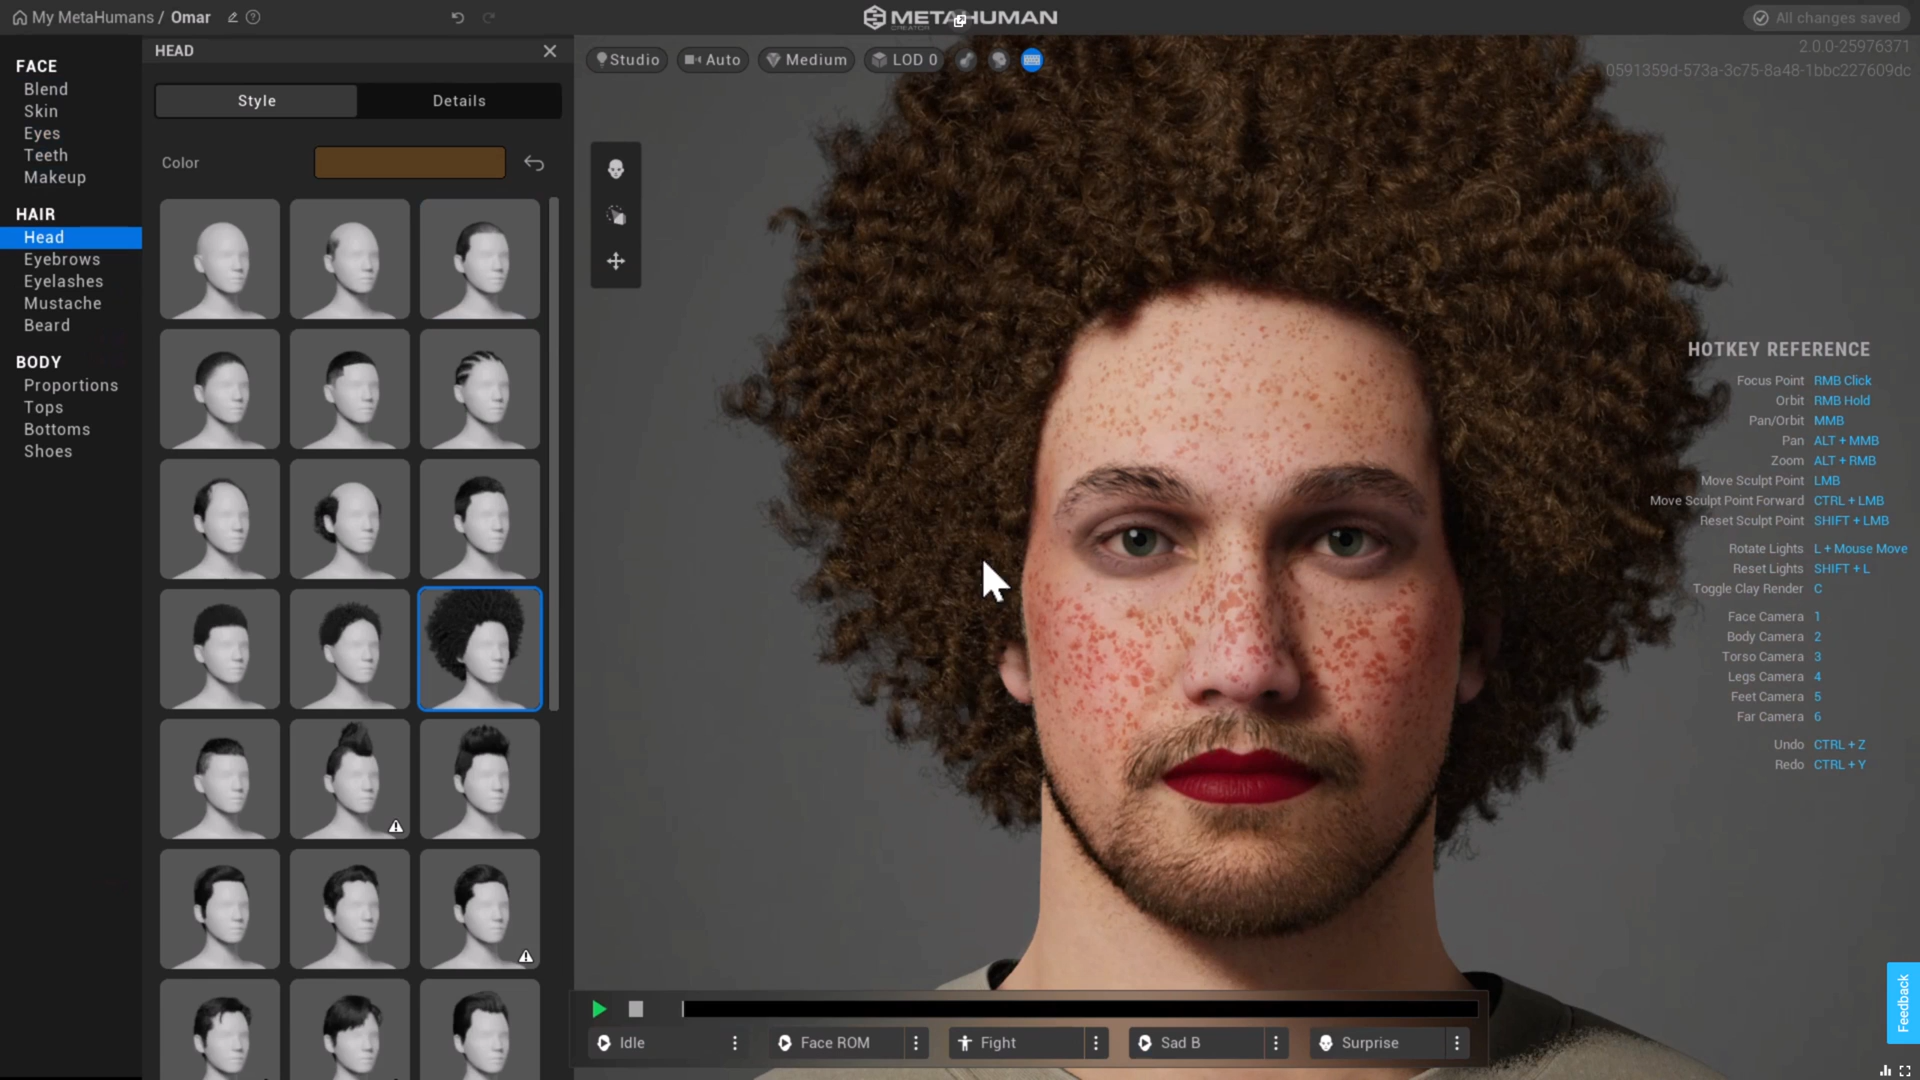 My MetaHumans / Omar
METAHUMAN
CREATOR
All changes saved
2.0.0-25976371
0591359d-573a-3c75-8a48-1bbc227609dc
FACE
Blend
Skin
Eyes
Teeth
Makeup
HAIR
Head
Eyebrows
Eyelashes
Mustache
Beard
BODY
Proportions
Tops
Bottoms
Shoes
HEAD
Style
Details
Color
Studio
Auto
Medium
LOD 0
HOTKEY REFERENCE
Focus Point RMB Click
Orbit RMB Hold
Pan/Orbit MMB
Pan ALT + MMB
Zoom ALT + RMB
Move Sculpt Point LMB
Move Sculpt Point Forward CTRL + LMB
Reset Sculpt Point SHIFT + LMB
Rotate Lights L + Mouse Move
Reset Lights SHIFT + L
Toggle Clay Render C
Face Camera 1
Body Camera 2
Torso Camera 3
Legs Camera 4
Feet Camera 5
Far Camera 6
Undo CTRL + Z
Redo CTRL + Y
Feedback
Idle
Face ROM
Fight
Sad B
Surprise